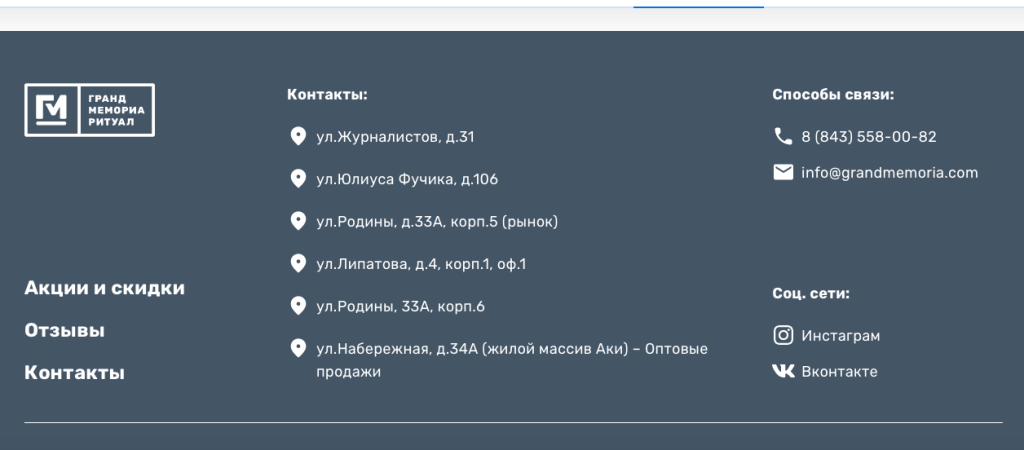 ГМ
ГРАНД
МЕМОРИА
РИТУАЛ
Акции и скидки
Отзывы
Контакты
Контакты:
ул.Журналистов, д.31
ул.Юлиуса Фучика, д.106
ул.Родины, д.33А, корп.5 (рынок)
ул.Липатова, д.4, корп.1, оф.1
ул.Родины, 33А, корп.6
ул.Набережная, д.34А (жилой массив Аки) – Оптовые
продажи
Способы связи:
8 (843) 558-00-82
info@grandmemoria.com
Соц. сети:
Инстаграм
Вконтакте